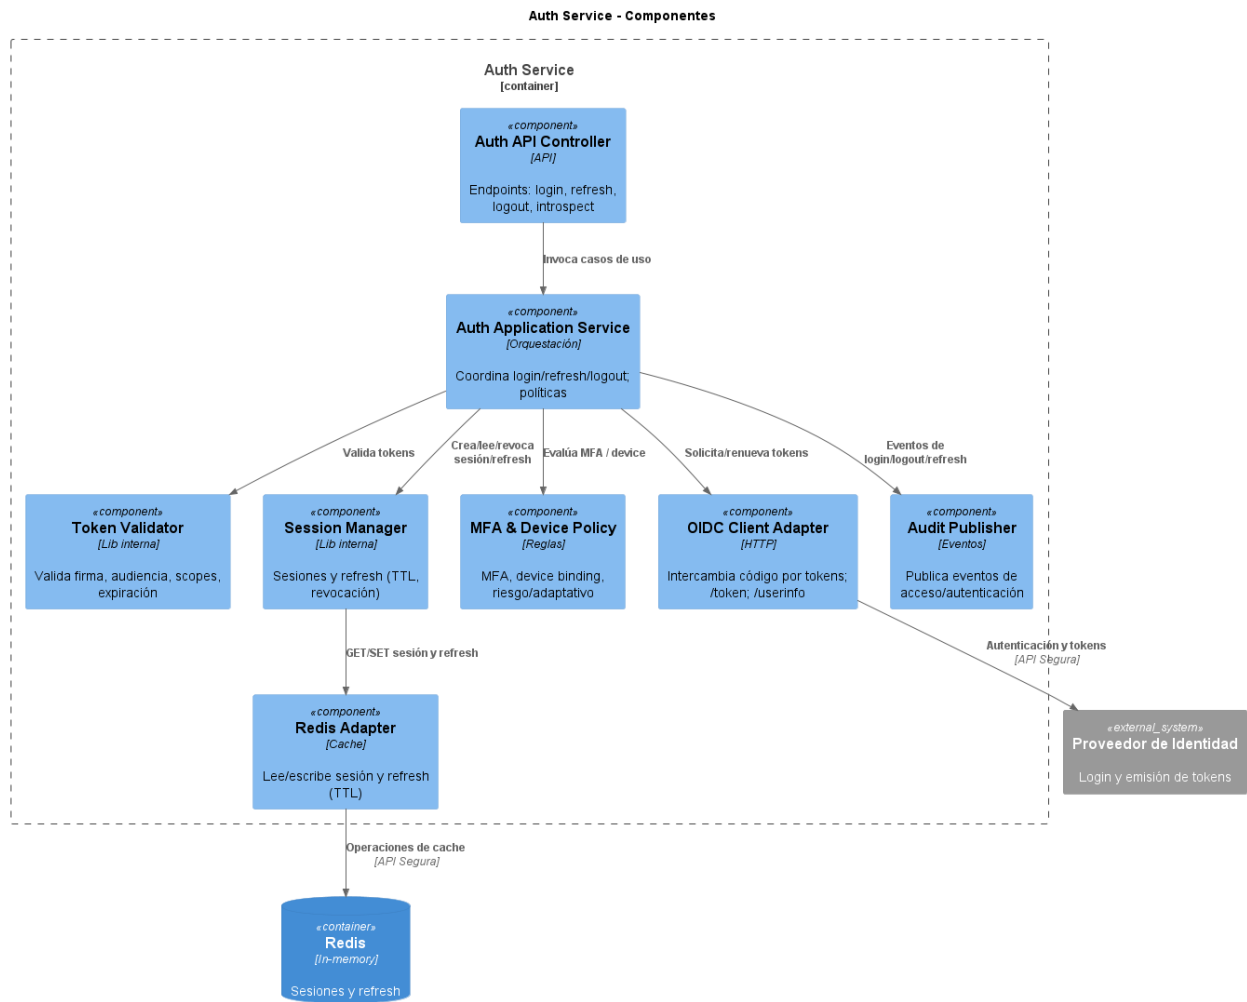 Auth Service - Componentes
Auth Service
[container]
«component»
Auth API Controller
[API]
Endpoints: login, refresh,
logout, introspect
Invoca casos de uso
«component»
Auth Application Service
[Orquestación]
Coordina login/refresh/logout;
políticas
Valida tokens
Crea/lee/revoca
sesión/refresh
Evalúa MFA / device
Solicita/renueva tokens
Eventos de
login/logout/refresh
«component»
Token Validator
[Lib interna]
Valida firma, audiencia, scopes,
expiración
«component»
Session Manager
[Lib interna]
Sesiones y refresh (TTL,
revocación)
«component»
MFA & Device Policy
[Reglas]
MFA, device binding,
riesgo/adaptativo
«component»
OIDC Client Adapter
[HTTP]
Intercambia código por tokens;
/token; /userinfo
«component»
Audit Publisher
[Eventos]
Publica eventos de
acceso/autenticación
GET/SET sesión y refresh
Autenticación y tokens
[API Segura]
«component»
Redis Adapter
[Cache]
Lee/escribe sesión y refresh
(TTL)
«external_system»
Proveedor de Identidad
Login y emisión de tokens
Operaciones de cache
[API Segura]
«container»
Redis
[In-memory]
Sesiones y refresh